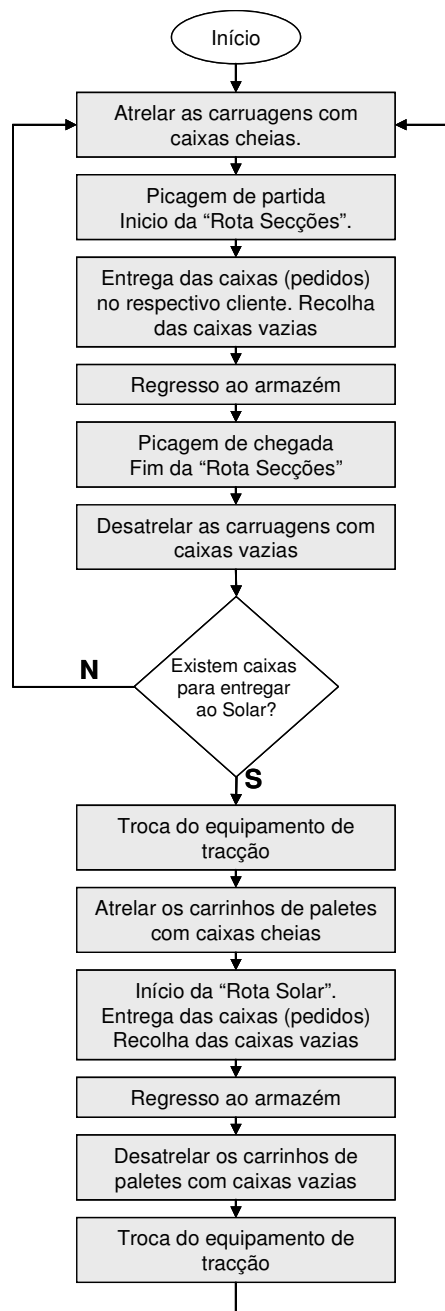 Início
Atrelar as carruagens com
caixas cheias.
Picagem de partida
Inicio da “Rota Secções”.
Entrega das caixas (pedidos)
no respectivo cliente. Recolha
das caixas vazias
Regresso ao armazém
Picagem de chegada
Fim da “Rota Secções”
Desatrelar as carruagens com
caixas vazias
N
Existem caixas
para entregar
ao Solar?
S
Troca do equipamento de
tracção
Atrelar os carrinhos de paletes
com caixas cheias
Início da “Rota Solar”.
Entrega das caixas (pedidos)
Recolha das caixas vazias
Regresso ao armazém
Desatrelar os carrinhos de
paletes com caixas vazias
Troca do equipamento de
tracção